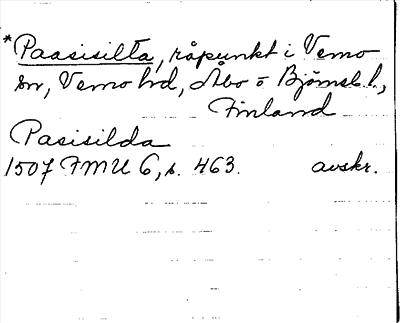 *Paasisilta, råpunkt i Vemo
sn, Vemo hd, Åbo o Björneb. l.,
Finland
Pasisilda
1507 FMU 6, s. 463. avskr.